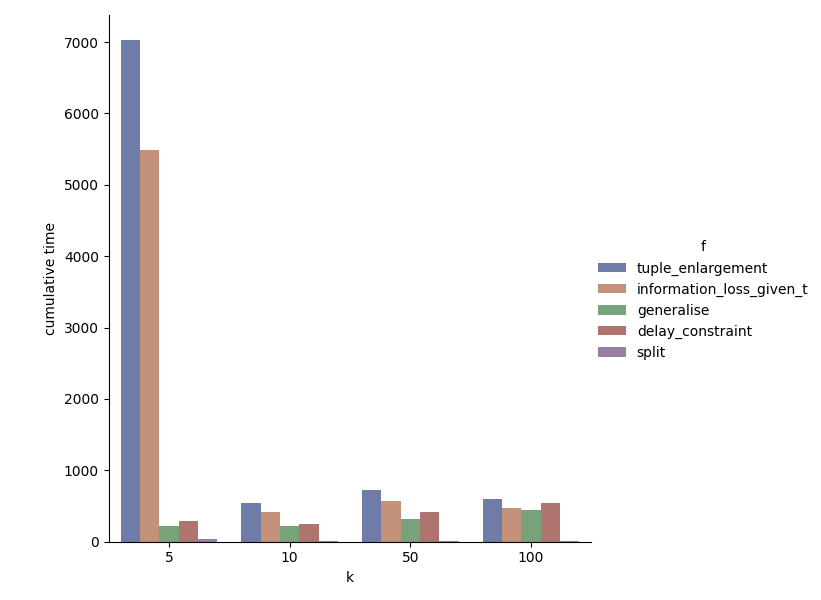 7000
6000
5000
4000
3000
2000
1000
0
cumulative time
5 10 50 100
k
f
tuple_enlargement
information_loss_given_t
generalise
delay_constraint
split